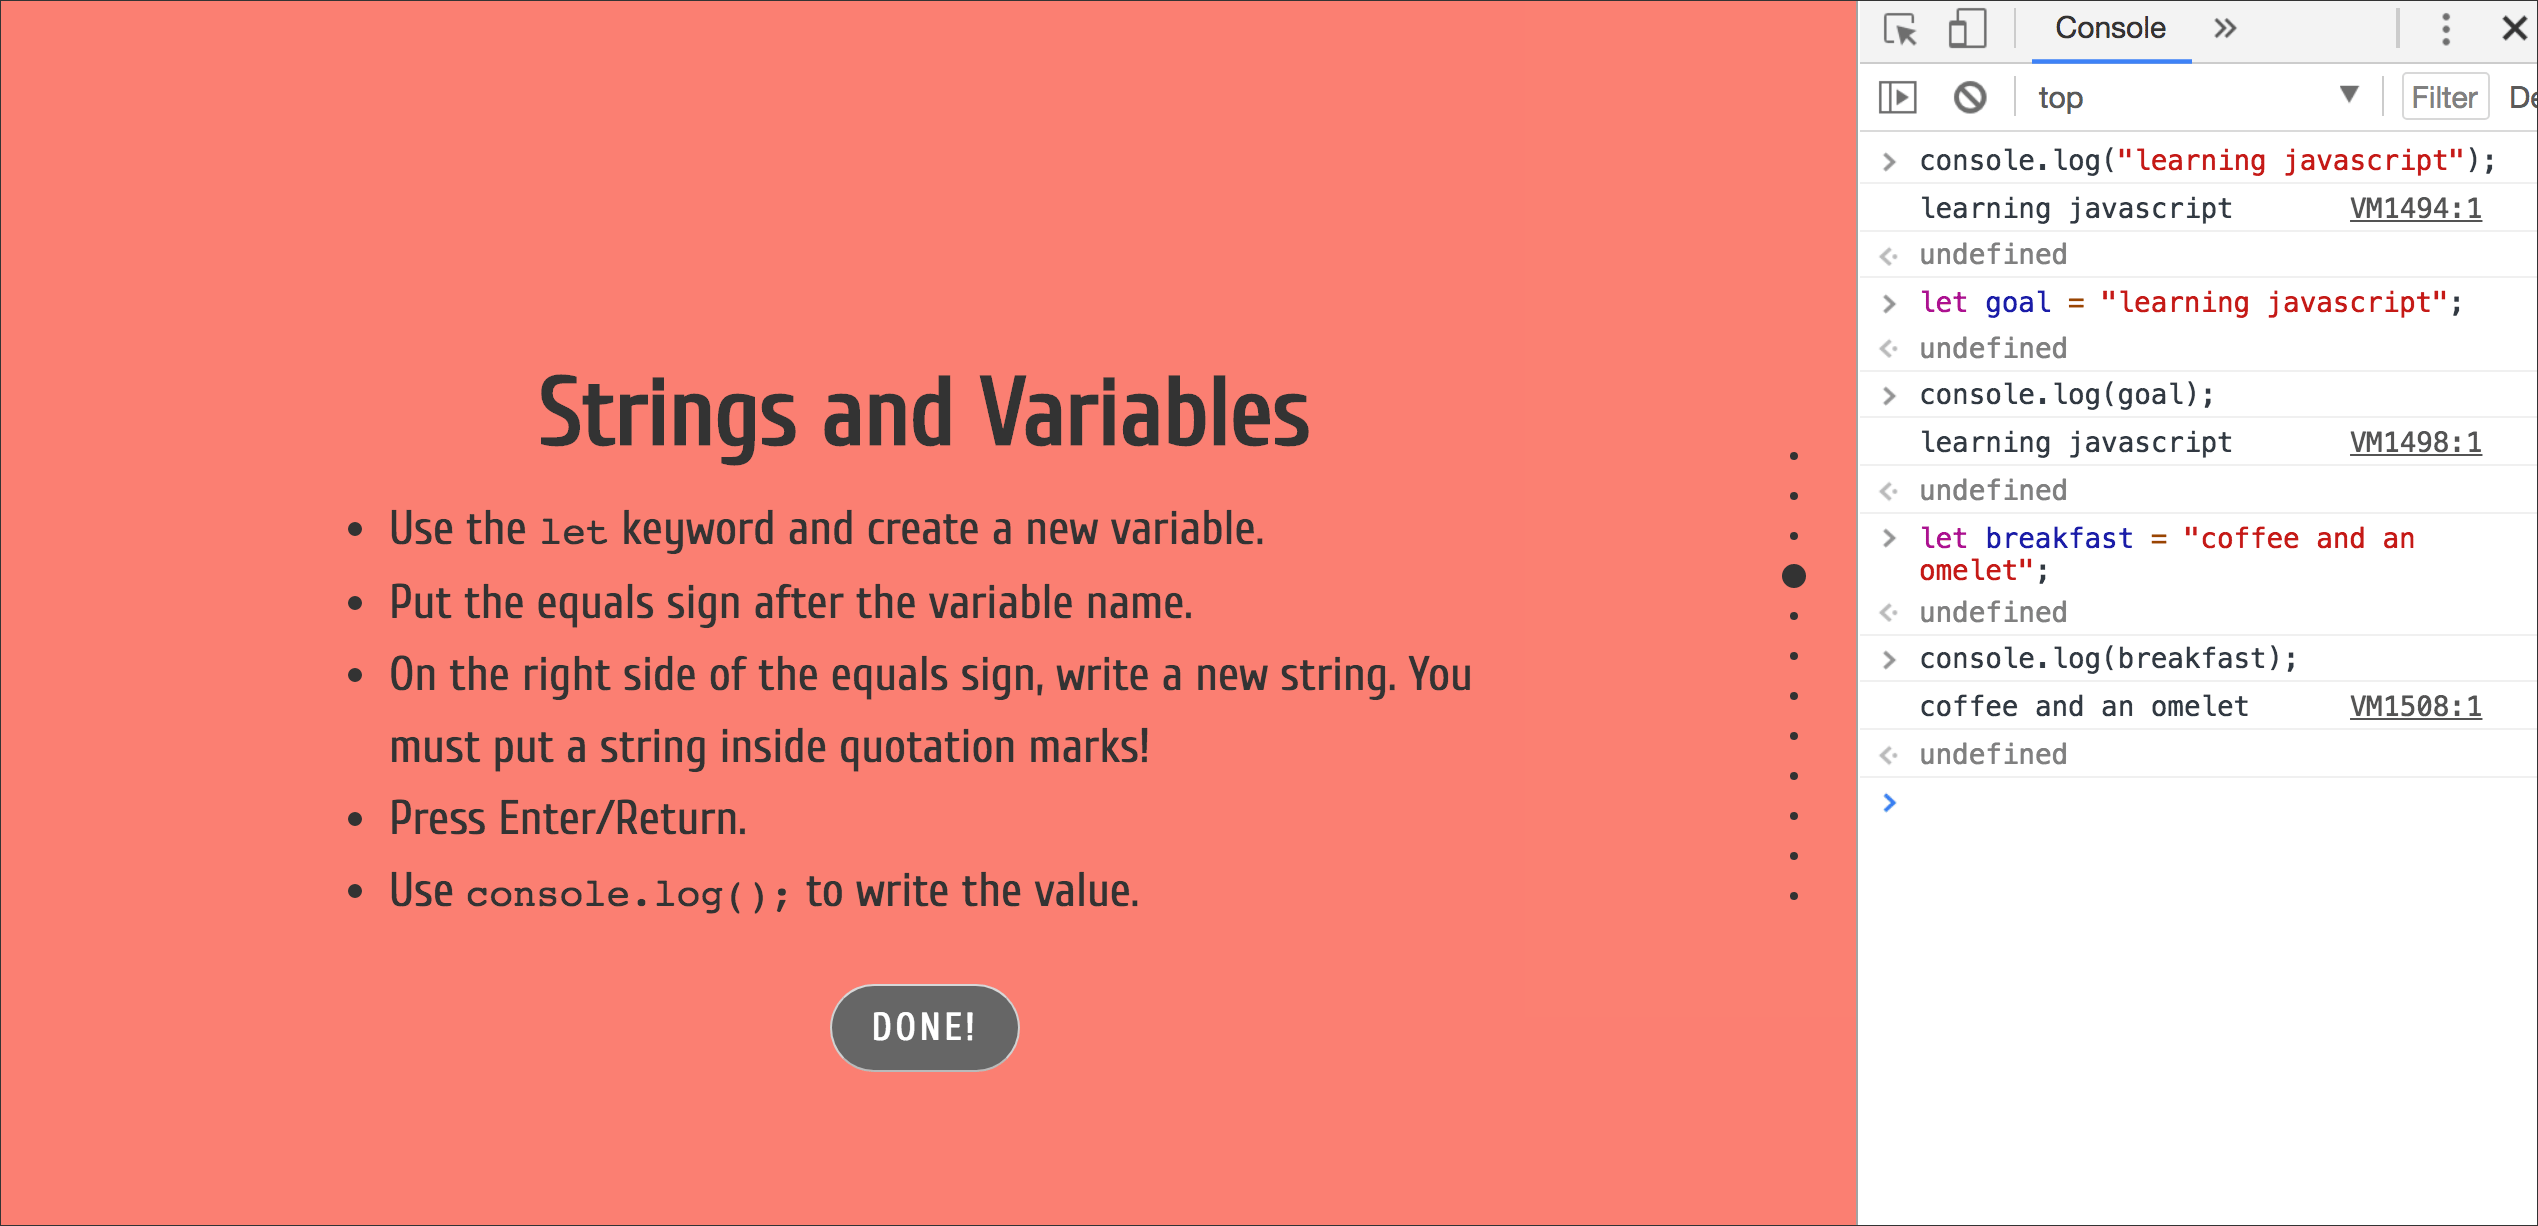 Strings and Variables
• Use the let keyword and create a new variable.
• Put the equals sign after the variable name.
• On the right side of the equals sign, write a new string. You
must put a string inside quotation marks!
• Press Enter/Return.
• Use console.log(); to write the value.
DONE!
Console
top Filter De
console.log("learning javascript");
learning javascript VM1494:1
undefined
let goal = "learning javascript";
undefined
console.log(goal);
learning javascript VM1498:1
undefined
let breakfast = "coffee and an
omelet";
undefined
console.log(breakfast);
coffee and an omelet VM1508:1
undefined